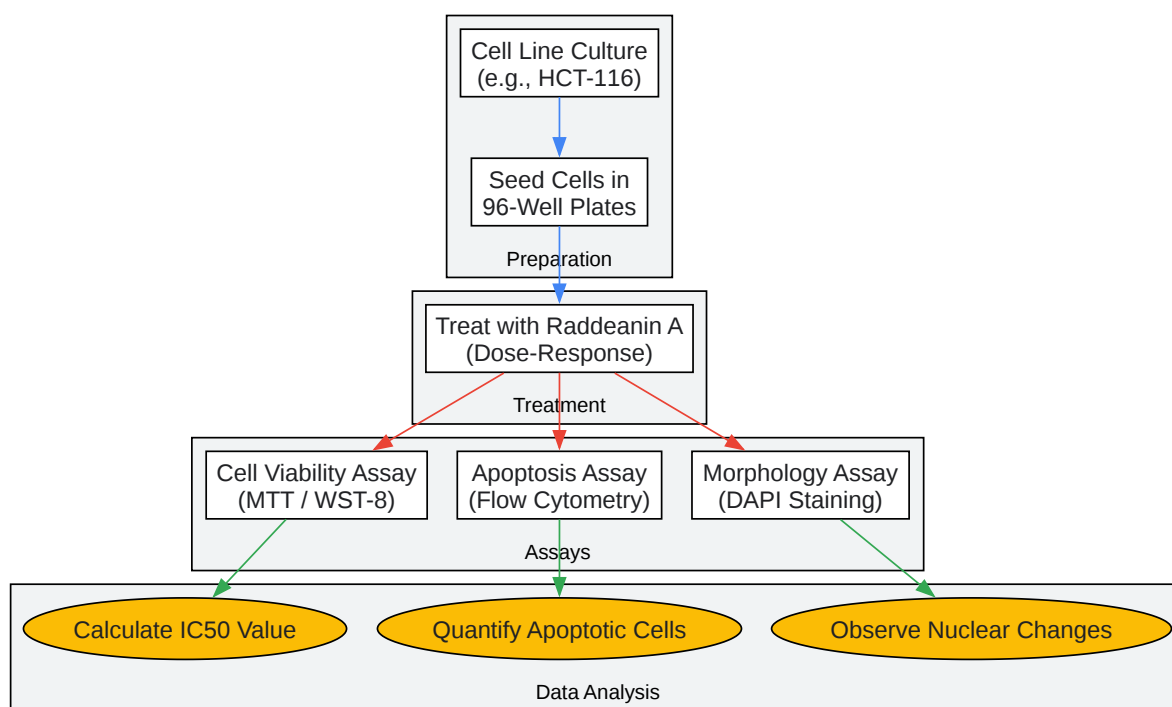 Cell Line Culture
(e.g., HCT-116)
Seed Cells in
96-Well Plates
Preparation
Treat with Raddeanin A
(Dose-Response)
Treatment
Cell Viability Assay
(MTT / WST-8)
Apoptosis Assay
(Flow Cytometry)
Morphology Assay
(DAPI Staining)
Assays
Calculate IC50 Value
Quantify Apoptotic Cells
Observe Nuclear Changes
Data Analysis